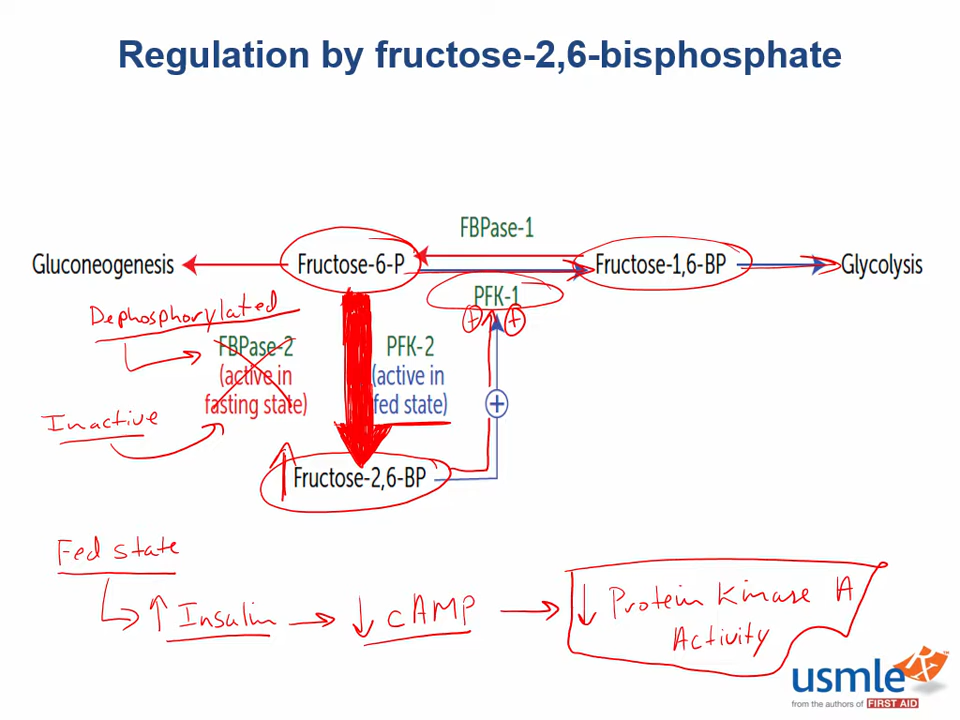 Regulation by fructose-2,6-bisphosphate
FBPase-1
Gluconeogenesis
Fructose-6-P
Fructose-1,6-BP
Glycolysis
PFK-1
+ +
Dephosphorylated
FBPase-2
(active in
fasting state)
PFK-2
(active in
fed state)
+
Inactive
↑ Fructose-2,6-BP
Fed state
↑ Insulin → ↓ cAMP → ↓ Protein Kinase A
Activity
usmle Rx
from the authors of FIRST AID